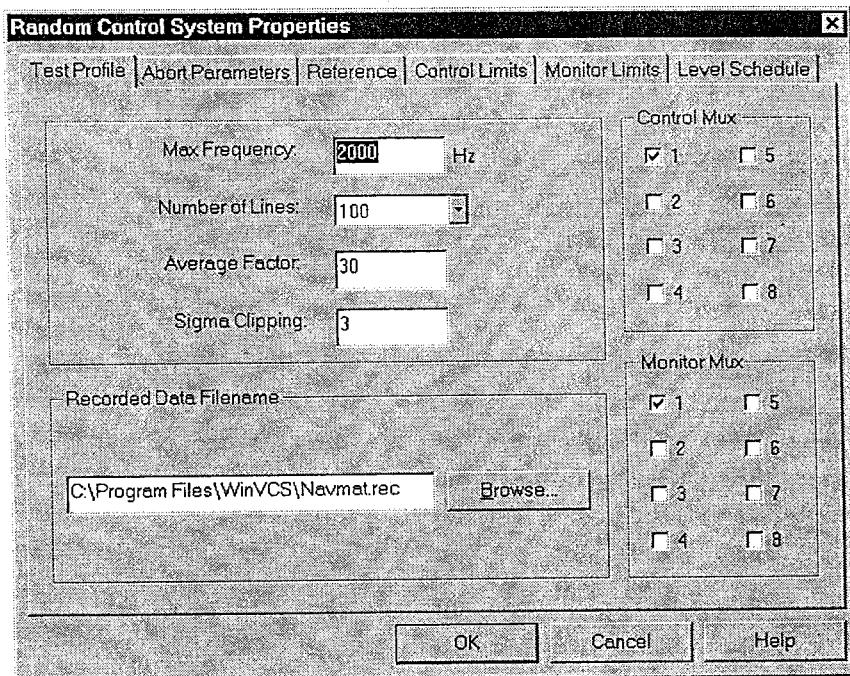 Random Control System Properties
Test Profile Abort Parameters Reference Control Limits Monitor Limits Level Schedule
Max Frequency: 2000 Hz
Number of Lines: 100
Average Factor: 30
Sigma Clipping: 3
Control Mux
1 5
2 6
3 7
4 8
Recorded Data Filename
C:\Program Files\WinVCS\Navmat.rec Browse...
Monitor Mux
1 5
2 6
3 7
4 8
OK Cancel Help